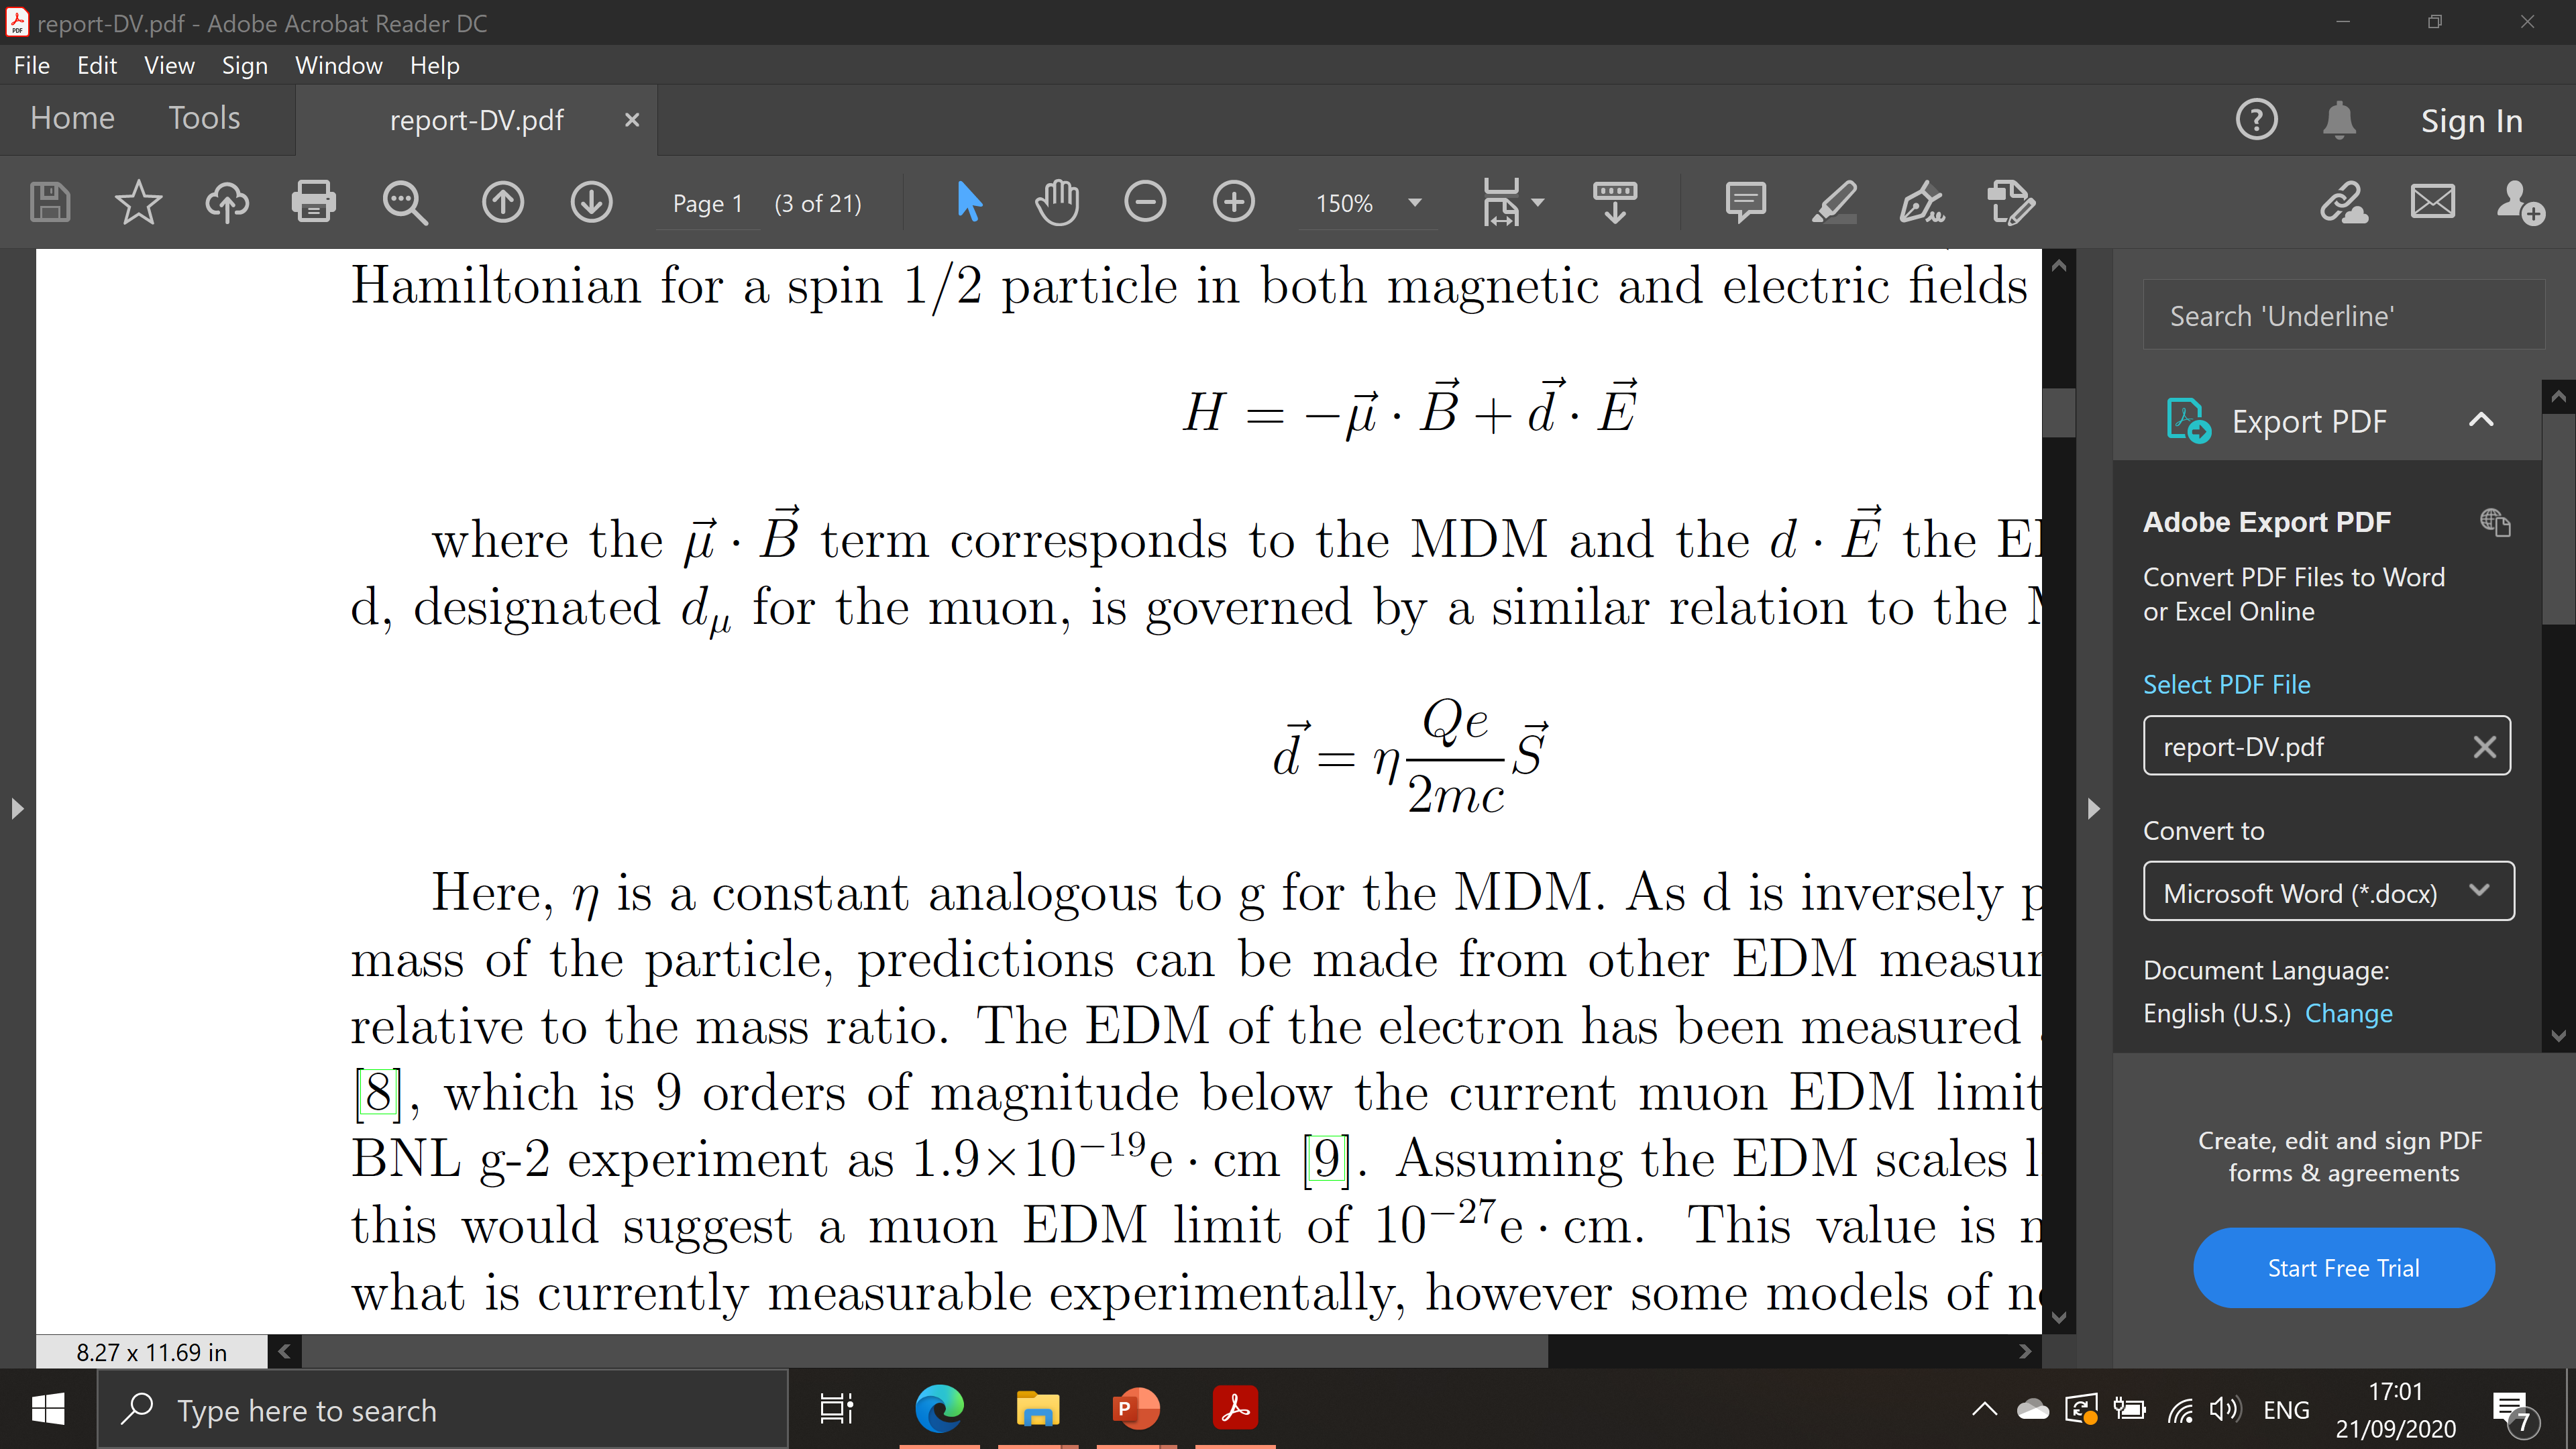 report-DV.pdf - Adobe Acrobat Reader DC
File Edit View Sign Window Help
Home Tools report-DV.pdf × Sign In
Page 1 (3 of 21) 150%
Hamiltonian for a spin 1/2 particle in both magnetic and electric fields
H = −μ⃗ · B⃗ + d⃗ · E⃗
where the μ⃗ · B⃗ term corresponds to the MDM and the d · E⃗ the
d, designated dμ for the muon, is governed by a similar relation to the
d⃗ = η Qe/2mc S⃗
Here, η is a constant analogous to g for the MDM. As d is inversely
mass of the particle, predictions can be made from other EDM
relative to the mass ratio. The EDM of the electron has been measured
[8], which is 9 orders of magnitude below the current muon EDM limit
BNL g-2 experiment as 1.9×10⁻¹⁹e · cm [9]. Assuming the EDM scales
this would suggest a muon EDM limit of 10⁻²⁷e · cm. This value is
what is currently measurable experimentally, however some models of
8.27 x 11.69 in
Search 'Underline'
Export PDF
Adobe Export PDF
Convert PDF Files to Word
or Excel Online
Select PDF File
report-DV.pdf
Convert to
Microsoft Word (*.docx)
Document Language:
English (U.S.) Change
Create, edit and sign PDF
forms & agreements
Start Free Trial
Type here to search
ENG
17:01
21/09/2020
7